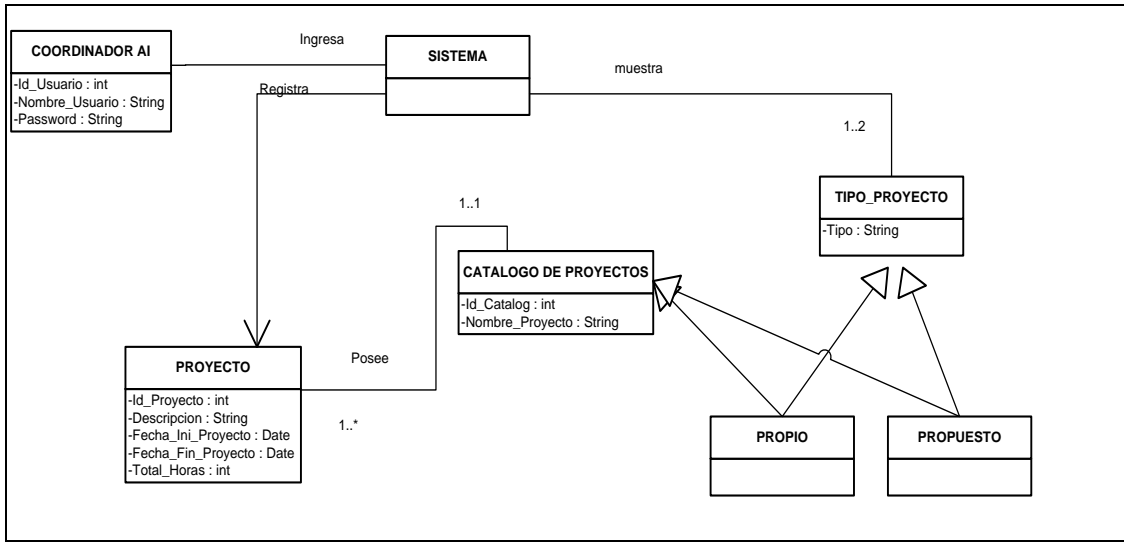 COORDINADOR AI
-Id_Usuario : int
-Nombre_Usuario : String
-Password : String
Ingresa
SISTEMA
Registra
muestra
1..2
TIPO_PROYECTO
-Tipo : String
1..1
CATALOGO DE PROYECTOS
-Id_Catalog : int
-Nombre_Proyecto : String
PROYECTO
-Id_Proyecto : int
-Descripcion : String
-Fecha_Ini_Proyecto : Date
-Fecha_Fin_Proyecto : Date
-Total_Horas : int
Posee
1..*
PROPIO
PROPUESTO